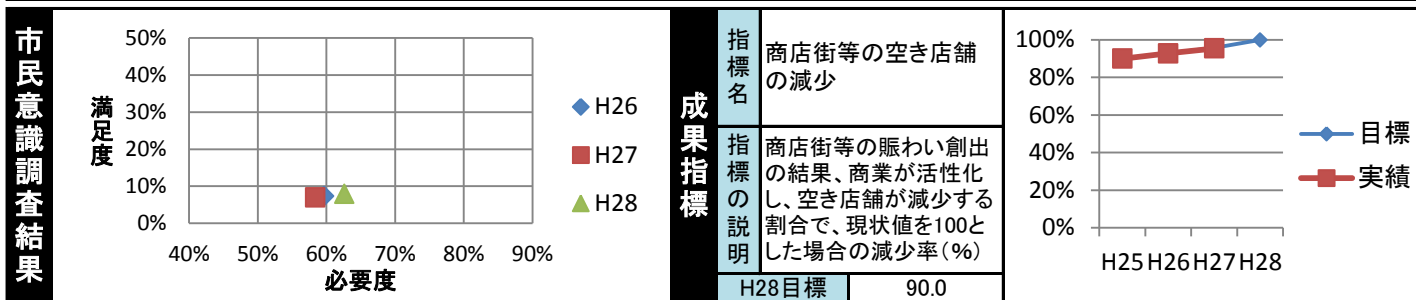 市民意識調査結果
50%
40%
30%
20%
10%
0%
満足度
40% 50% 60% 70% 80% 90%
必要度
H26
H27
H28
成果指標
指標名
商店街等の空き店舗
の減少
指標の説明
商店街等の賑わい創出
の結果、商業が活性化
し、空き店舗が減少する
割合で、現状値を100と
した場合の減少率(%)
H28目標 90.0
100%
80%
60%
40%
20%
0%
H25 H26 H27 H28
目標
実績